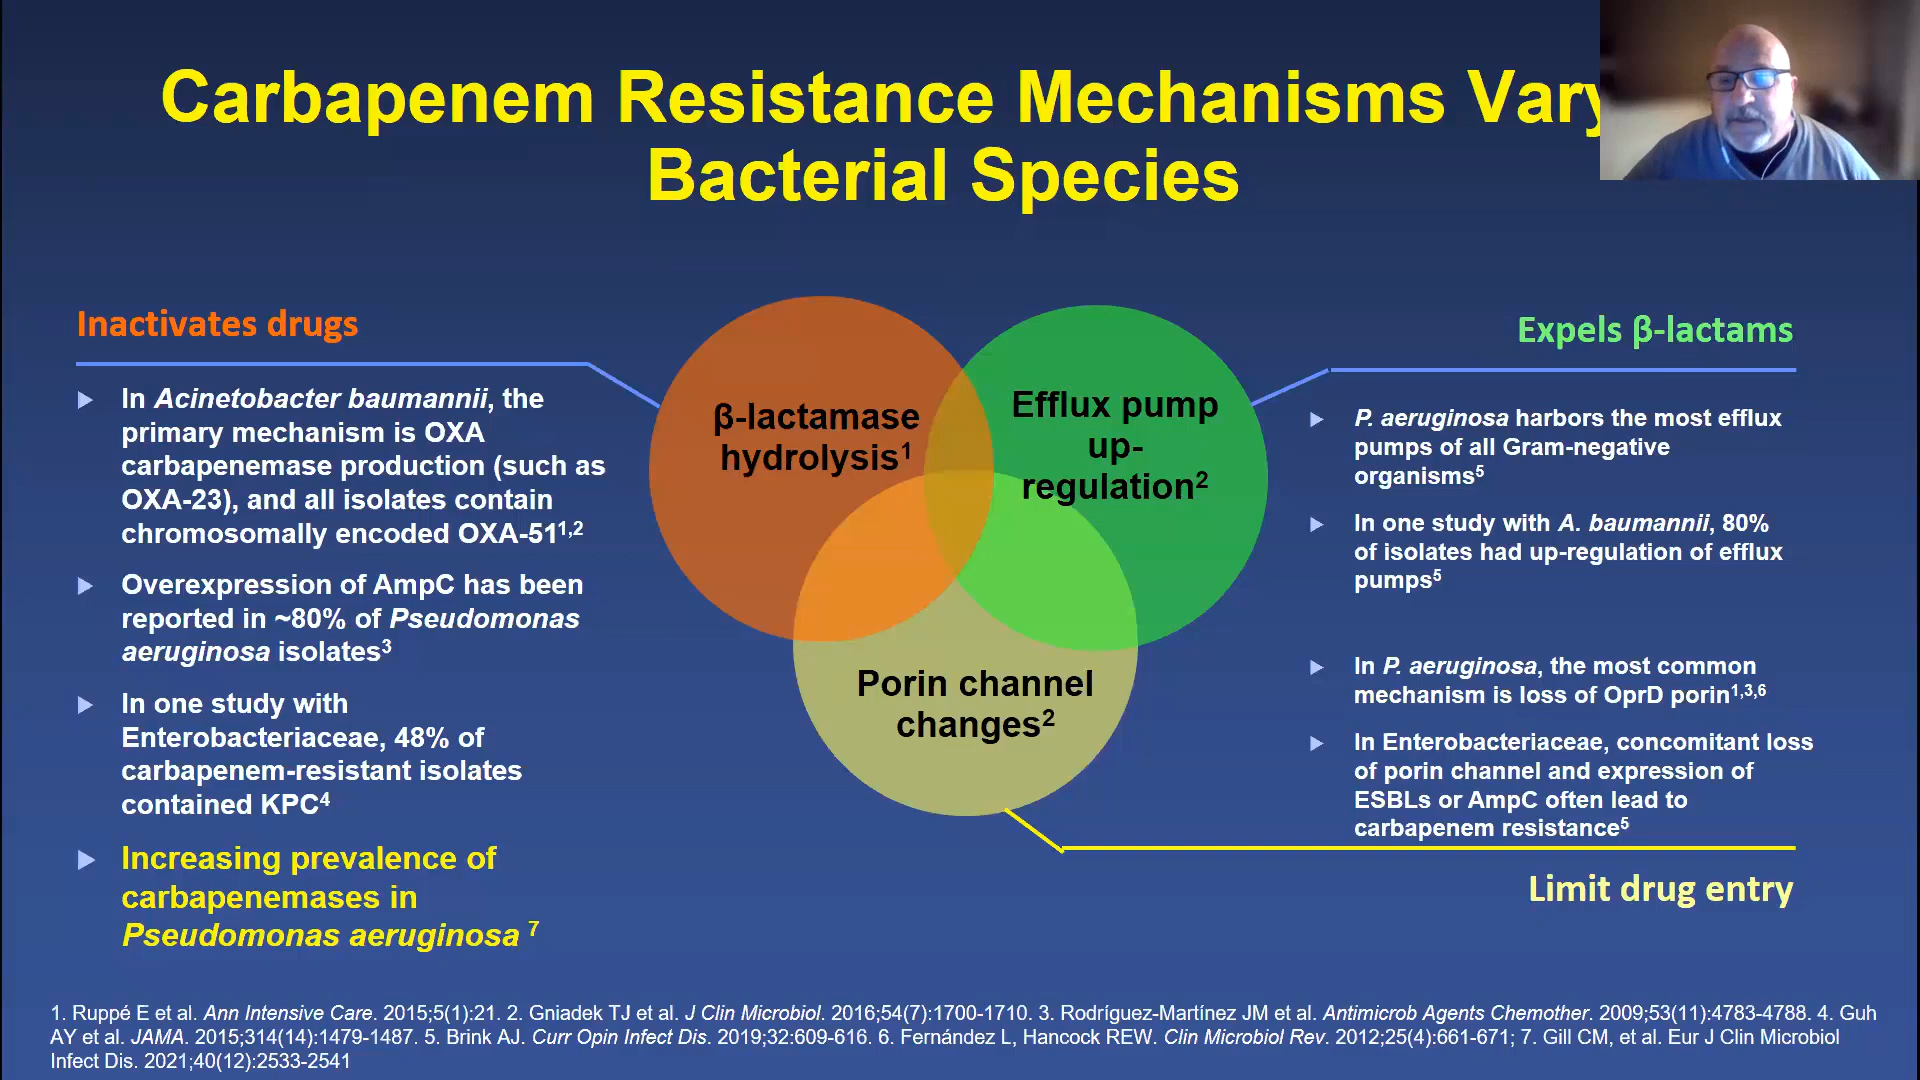 Carbapenem Resistance Mechanisms Vary
Bacterial Species
Inactivates drugs
▶ In Acinetobacter baumannii, the
primary mechanism is OXA
carbapenemase production (such as
OXA-23), and all isolates contain
chromosomally encoded OXA-51¹,²
▶ Overexpression of AmpC has been
reported in ~80% of Pseudomonas
aeruginosa isolates³
▶ In one study with
Enterobacteriaceae, 48% of
carbapenem-resistant isolates
contained KPC⁴
▶ Increasing prevalence of
carbapenemases in
Pseudomonas aeruginosa ⁷
β-lactamase
hydrolysis¹
Efflux pump
up-
regulation²
Porin channel
changes²
Expels β-lactams
▶ P. aeruginosa harbors the most efflux
pumps of all Gram-negative
organisms⁵
▶ In one study with A. baumannii, 80%
of isolates had up-regulation of efflux
pumps⁵
▶ In P. aeruginosa, the most common
mechanism is loss of OprD porin¹,³,⁶
▶ In Enterobacteriaceae, concomitant loss
of porin channel and expression of
ESBLs or AmpC often lead to
carbapenem resistance⁵
Limit drug entry
1. Ruppé E et al. Ann Intensive Care. 2015;5(1):21. 2. Gniadek TJ et al. J Clin Microbiol. 2016;54(7):1700-1710. 3. Rodríguez-Martínez JM et al. Antimicrob Agents Chemother. 2009;53(11):4783-4788. 4. Guh
AY et al. JAMA. 2015;314(14):1479-1487. 5. Brink AJ. Curr Opin Infect Dis. 2019;32:609-616. 6. Fernández L, Hancock REW. Clin Microbiol Rev. 2012;25(4):661-671; 7. Gill CM, et al. Eur J Clin Microbiol
Infect Dis. 2021;40(12):2533-2541